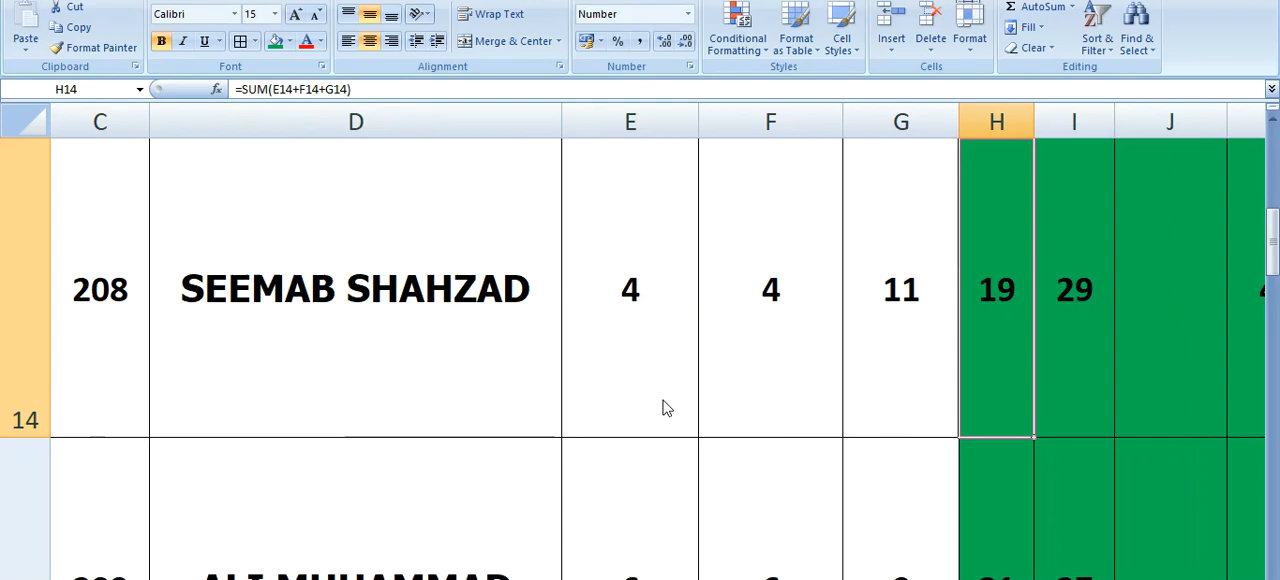 Cut
Calibri 15 A A
Wrap Text
Number
AutoSum
Copy
Fill
Paste
Format Painter
B I U
Merge & Center
% ,
Conditional Formatting
Format as Table
Cell Styles
Insert Delete Format
Clear
Sort & Filter
Find & Select
Clipboard Font Alignment Number Styles Cells Editing
H14 fx =SUM(E14+F14+G14)
C D E F G H I J
208 SEEMAB SHAHZAD 4 4 11 19 29
14